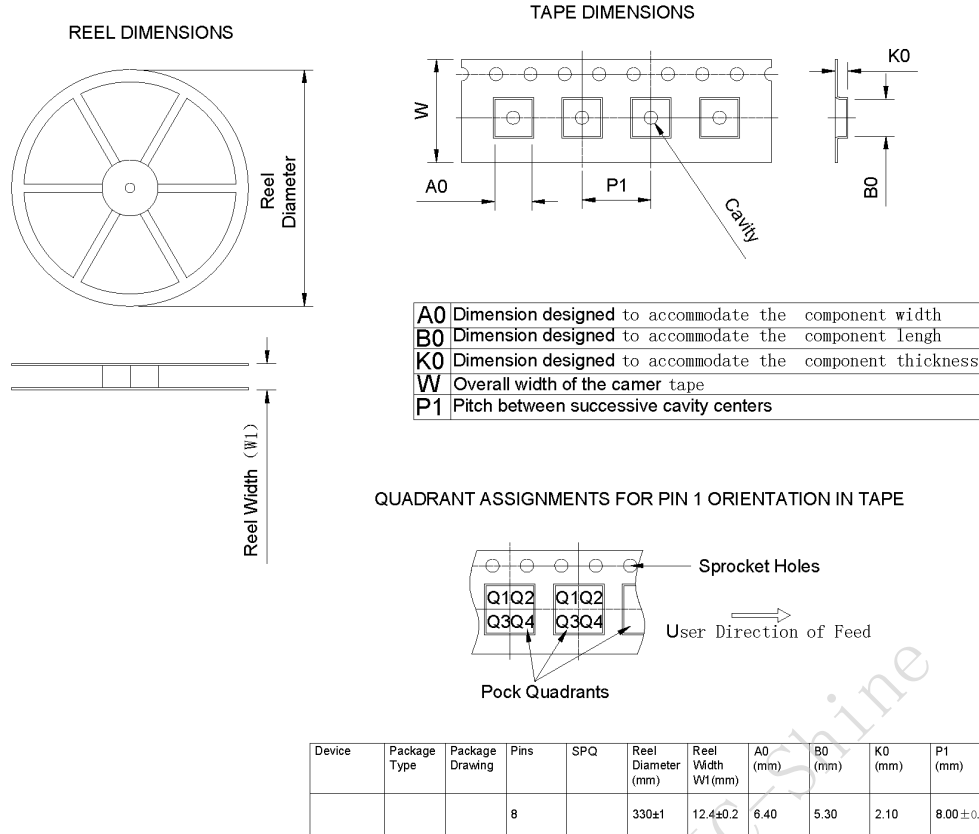 TAPE DIMENSIONS
REEL DIMENSIONS
K0
W
A0
P1
B0
Cavity
Reel
Diameter
Reel Width (W1)
A0 Dimension designed to accommodate the component width
B0 Dimension designed to accommodate the component lengh
K0 Dimension designed to accommodate the component thickness
W Overall width of the camer tape
P1 Pitch between successive cavity centers
QUADRANT ASSIGNMENTS FOR PIN 1 ORIENTATION IN TAPE
Sprocket Holes
Q1Q2 Q1Q2
Q3Q4 Q3Q4
User Direction of Feed
Pock Quadrants
Device Package Type Package Drawing Pins SPQ Reel Diameter (mm) Reel Width W1(mm) A0 (mm) B0 (mm) K0 (mm) P1 (mm)
8 330±1 12.4±0.2 6.40 5.30 2.10 8.00±0